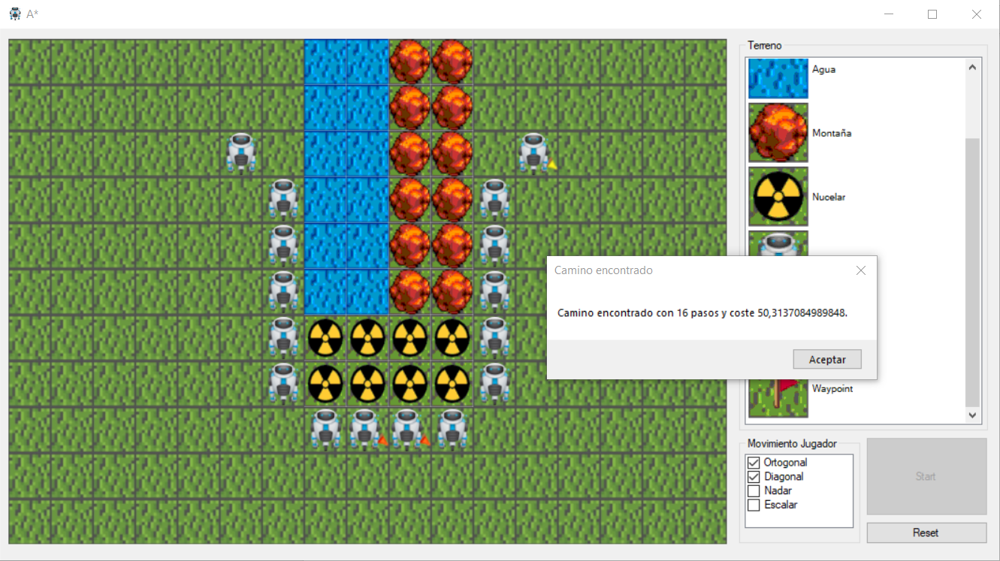 A*
Terreno
Agua
Montaña
Nucelar
Camino encontrado
Camino encontrado con 16 pasos y coste 50,3137084989848.
Aceptar
Waypoint
Movimiento Jugador
Ortogonal
Diagonal
Nadar
Escalar
Start
Reset